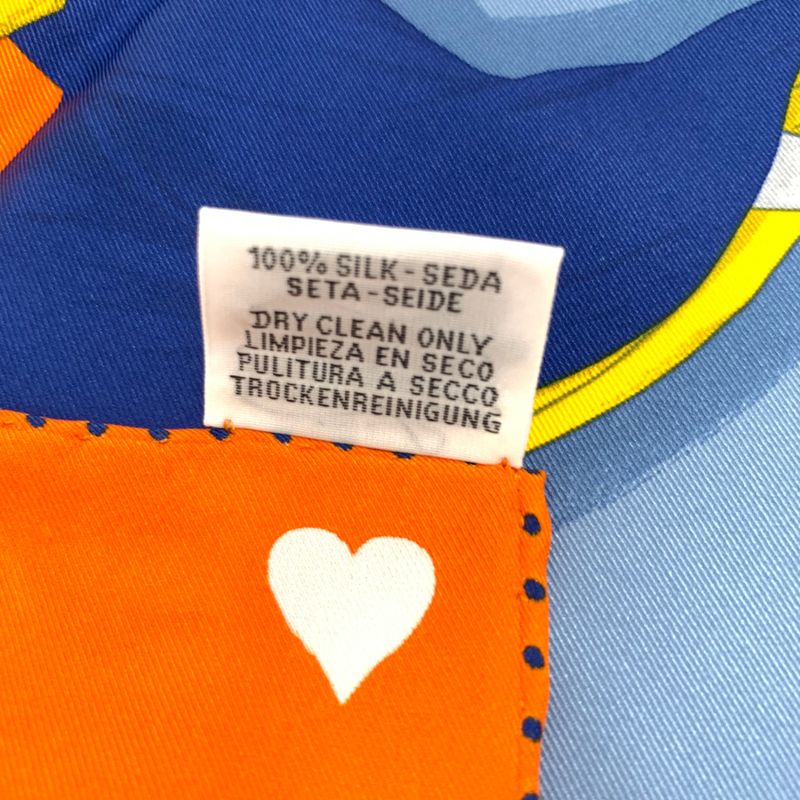 100% SILK - SEDA
SETA - SEIDE
DRY CLEAN ONLY
LIMPIEZA EN SECO
PULITURA A SECCO
TROCKENREINIGUNG